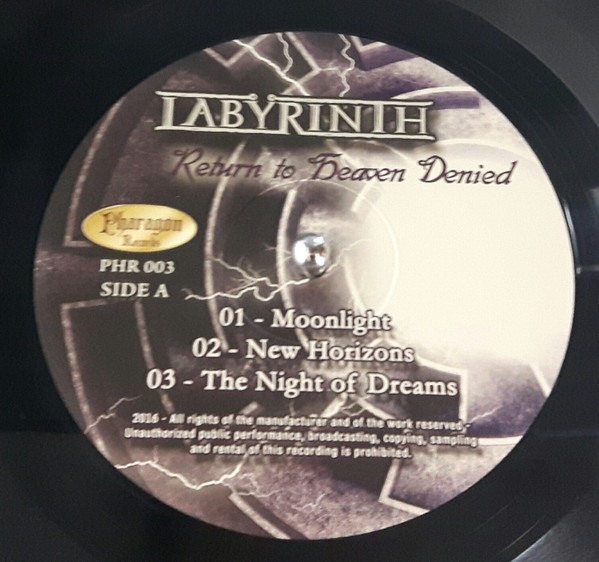 LABYRINTH
Return to Heaven Denied
Pharagon
Records
PHR 003
SIDE A
01 - Moonlight
02 - New Horizons
03 - The Night of Dreams
2016 - All rights of the manufacturer and of the work reserved -
Unauthorized public performance, broadcasting, copying, sampling
and rental of this recording is prohibited.